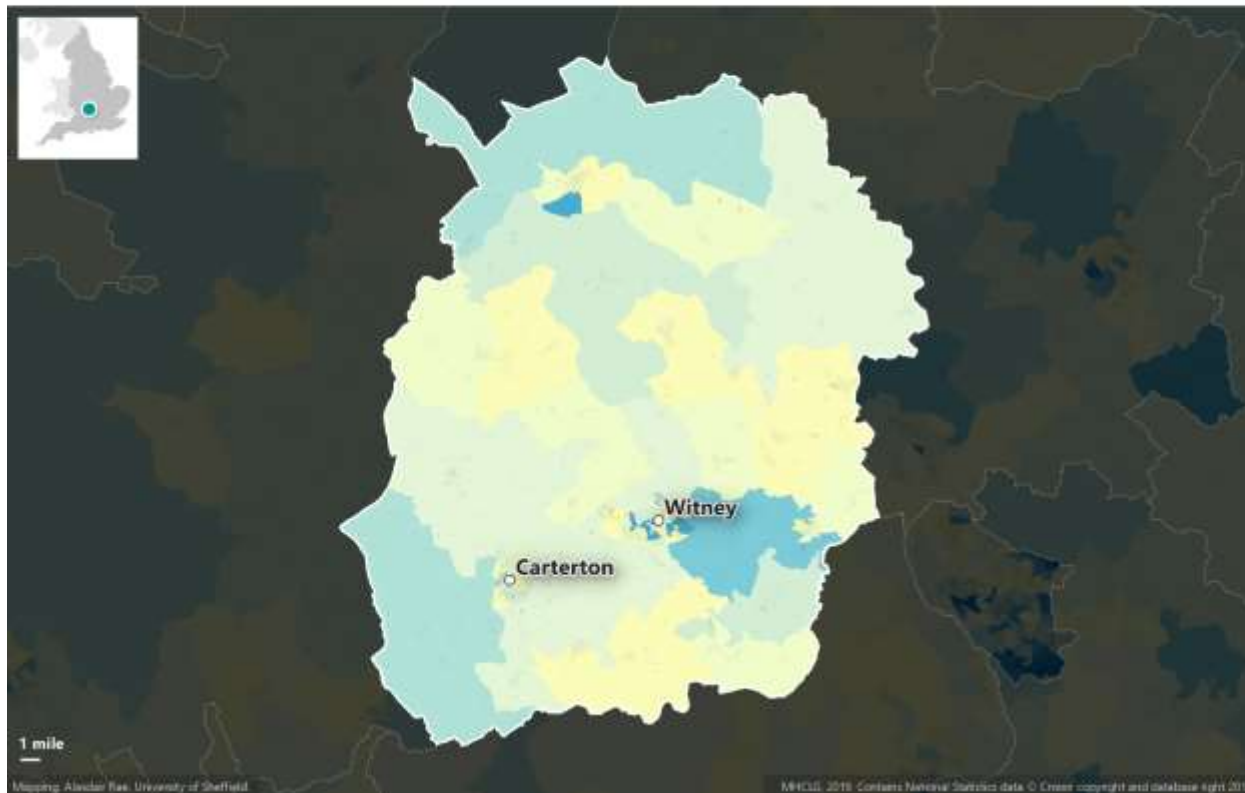 Witney
Carterton
1 mile
Mapping: Alasdair Rae, University of Sheffield.
MHCLG, 2019. Contains National Statistics data. © Crown copyright and database right